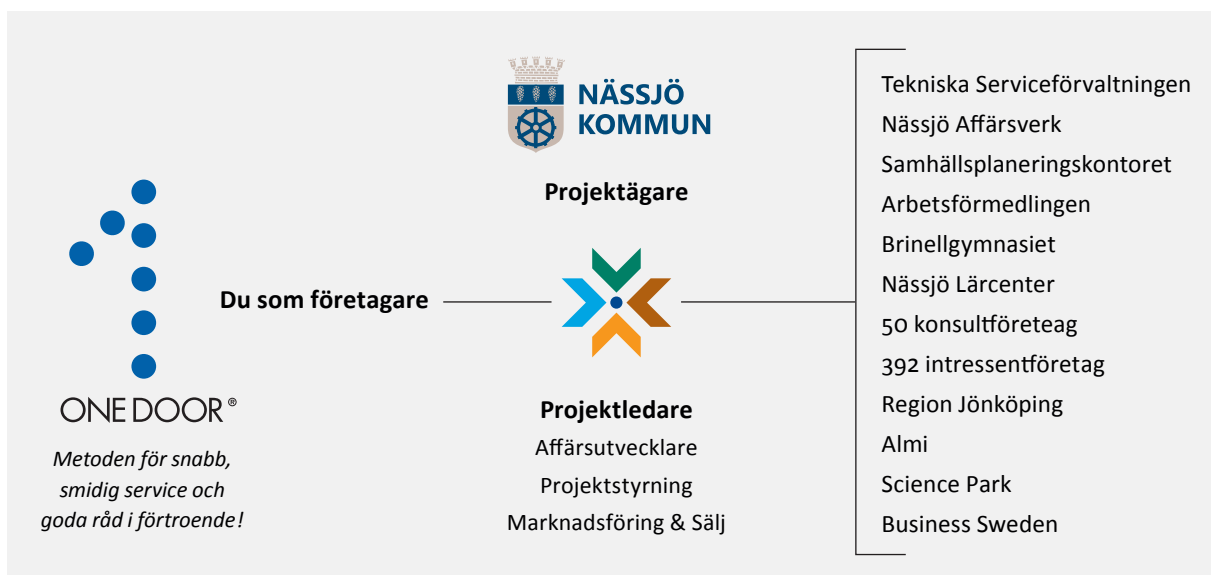 NÄSSJÖ
KOMMUN
Projektägare
ONE DOOR®
Metoden för snabb,
smidig service och
goda råd i förtroende!
Du som företagare
Projektledare
Affärsutvecklare
Projektstyrning
Marknadsföring & Sälj
Tekniska Serviceförvaltningen
Nässjö Affärsverk
Samhällsplaneringskontoret
Arbetsförmedlingen
Brinellgymnasiet
Nässjö Lärcenter
50 konsultföreteag
392 intressentföretag
Region Jönköping
Almi
Science Park
Business Sweden